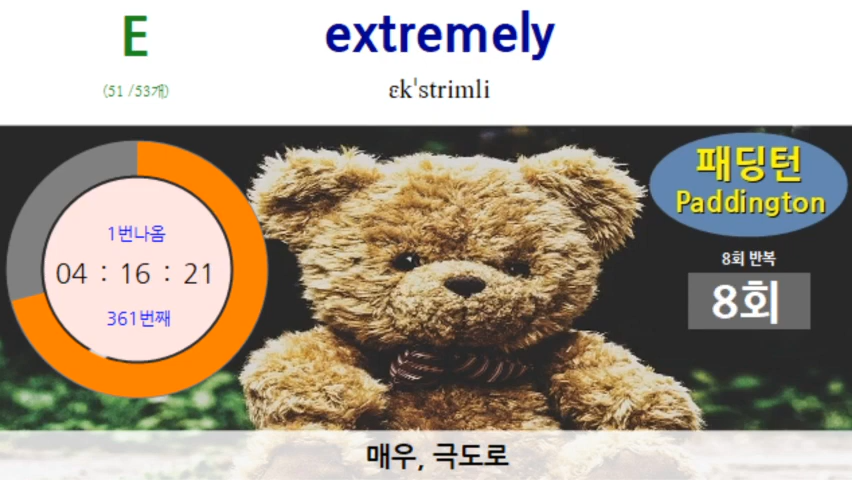 E
extremely
(51 /53개)
ɛkˈstrimli
패딩턴
Paddington
1번나옴
04 : 16 : 21
361번째
8회 반복
8회
매우, 극도로